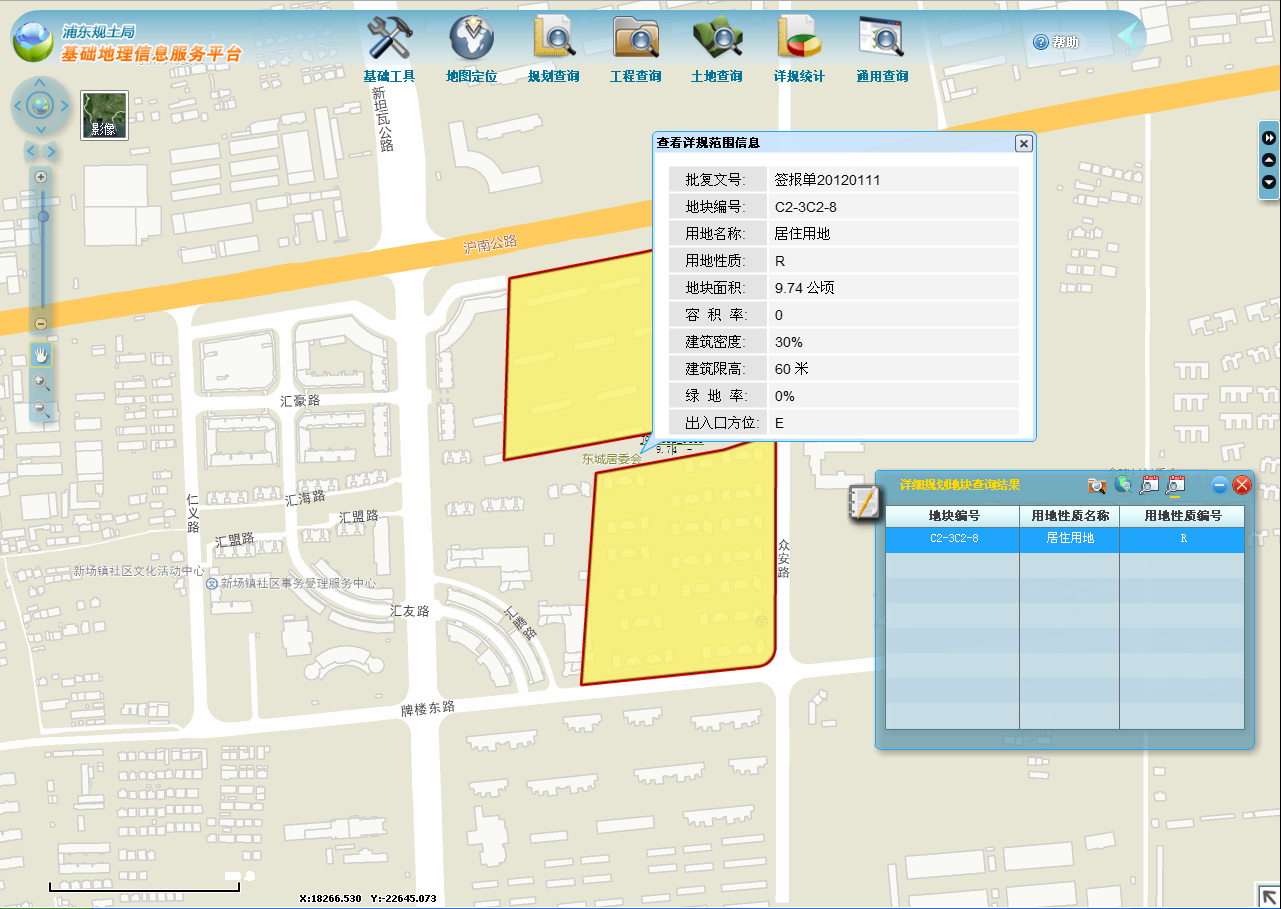 浦东规土局
基础地理信息服务平台
基础工具
地图定位
规划查询
工程查询
土地查询
详规统计
通用查询
帮助
影像
新坦瓦公路
沪南公路
查看详规范围信息
批复文号: 签报单20120111
地块编号: C2-3C2-8
用地名称: 居住用地
用地性质: R
地块面积: 9.74 公顷
容 积 率: 0
建筑密度: 30%
建筑限高: 60 米
绿 地 率: 0%
出入口方位: E
汇豪路
东城居委会
仁义路
汇海路
汇盟路
汇盟路
新场镇社区文化活动中心
新场镇社区事务受理服务中心
汇友路
汇腾路
众安路
牌楼东路
详细规划地块查询结果
地块编号 用地性质名称 用地性质编号
C2-3C2-8 居住用地 R
X:18266.530 Y:-22645.073